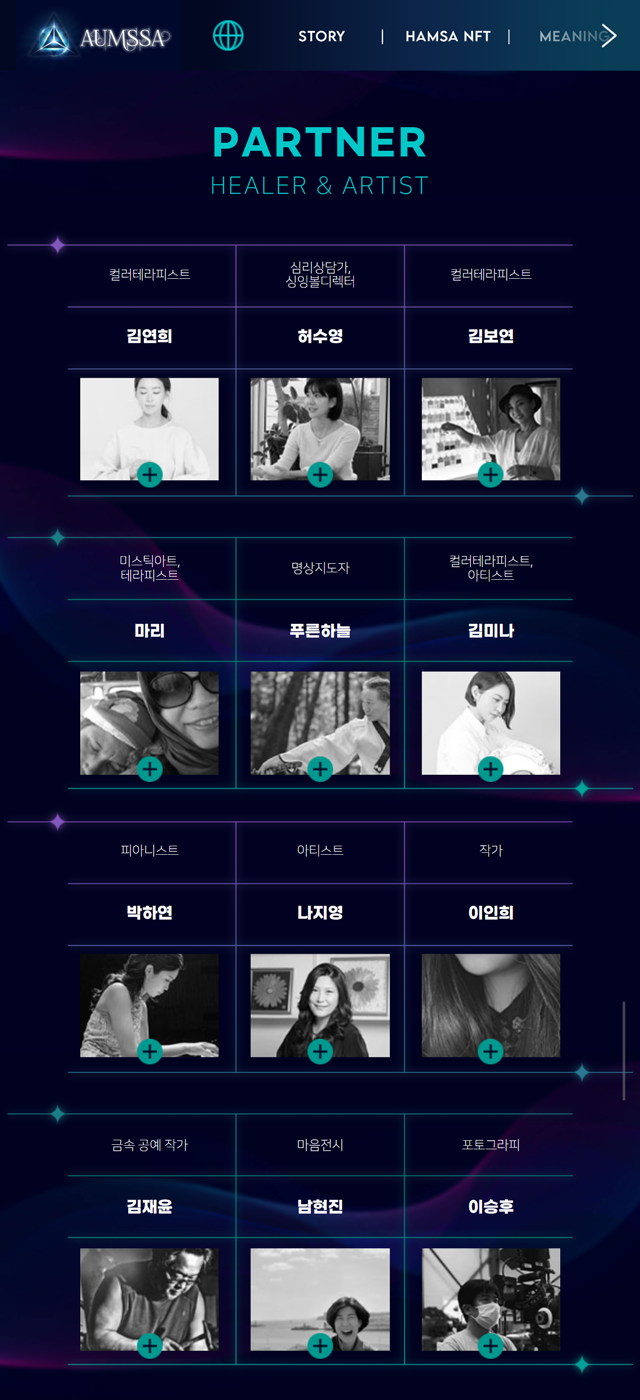 AUMSSA
STORY | HAMSA NFT | MEANING
PARTNER
HEALER & ARTIST
컬러테라피스트
심리상담가,
싱잉볼디렉터
컬러테라피스트
김연희
허수영
김보연
미스틱아트,
테라피스트
명상지도자
컬러테라피스트,
아티스트
마리
푸른하늘
김미나
피아니스트
아티스트
작가
박하연
나지영
이인희
금속 공예 작가
마음전시
포토그라피
김재윤
남현진
이승후